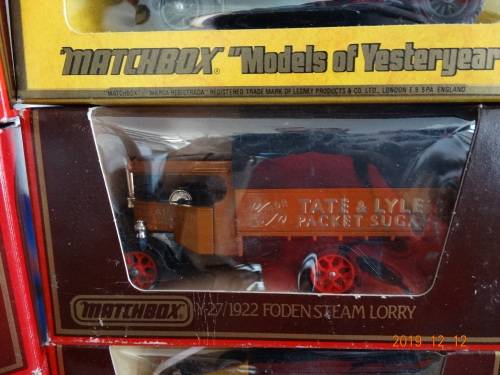 MATCHBOX "Models of Yesteryear
"MATCHBOX" - MARCA REGISTRADA - REGISTERED TRADE MARK OF LESNEY PRODUCTS & CO. LTD., LONDON E.9 5PA ENGLAND
TATE & LYLE
PACKET SUGA
MATCHBOX Y-27/1922 FODEN STEAM LORRY
2019 12 12